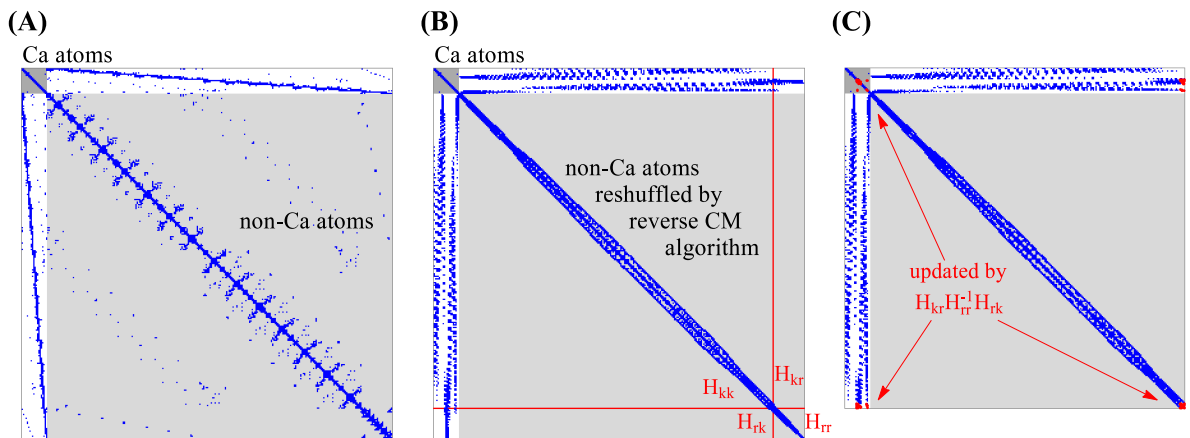 (A)
Ca atoms
non-Ca atoms
(B)
Ca atoms
non-Ca atoms
reshuffled by
reverse CM
algorithm
H_kk
H_kr
H_rk
H_rr
(C)
updated by
H_kr H_rr^-1 H_rk